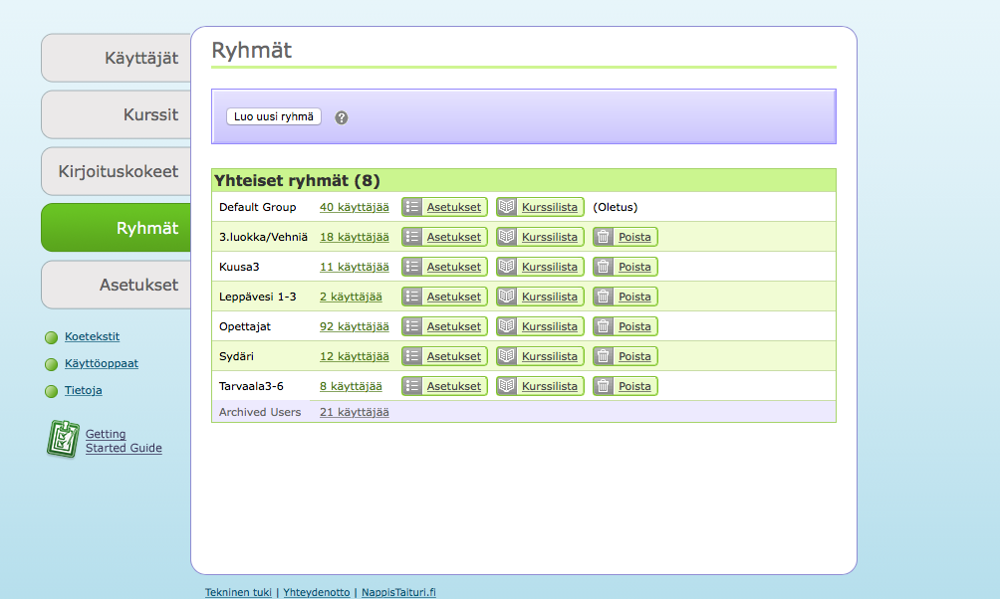 Käyttäjät
Kurssit
Kirjoituskokeet
Ryhmät
Asetukset
Koetekstit
Käyttöoppaat
Tietoja
Getting
Started Guide
Ryhmät
Luo uusi ryhmä ?
Yhteiset ryhmät (8)
Default Group 40 käyttäjää Asetukset Kurssilista (Oletus)
3.luokka/Vehniä 18 käyttäjää Asetukset Kurssilista Poista
Kuusa3 11 käyttäjää Asetukset Kurssilista Poista
Leppävesi 1-3 2 käyttäjää Asetukset Kurssilista Poista
Opettajat 92 käyttäjää Asetukset Kurssilista Poista
Sydäri 12 käyttäjää Asetukset Kurssilista Poista
Tarvaala3-6 8 käyttäjää Asetukset Kurssilista Poista
Archived Users 21 käyttäjää
Tekninen tuki | Yhteydenotto | NappisTaituri.fi